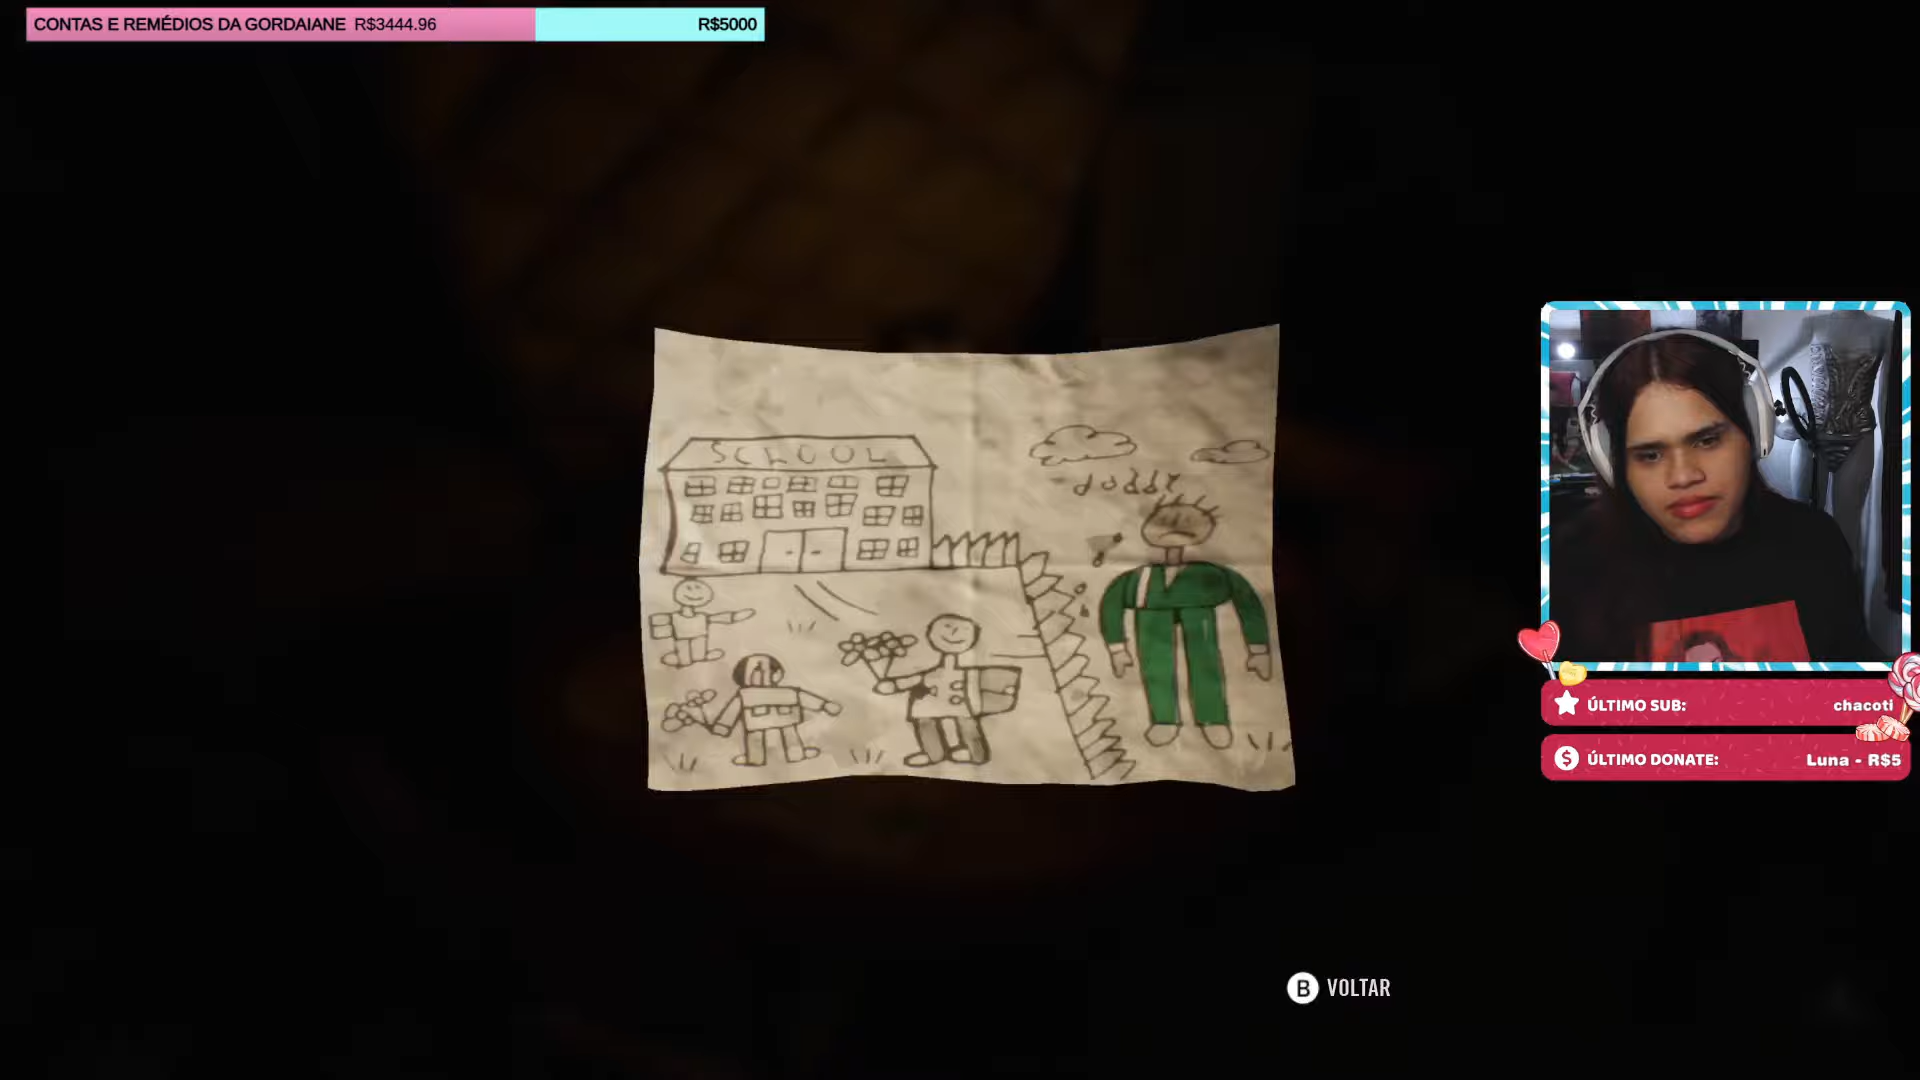 CONTAS E REMÉDIOS DA GORDAIANE R$3444.96 R$5000
SCHOOL
daddy
ÚLTIMO SUB: chacoti
ÚLTIMO DONATE: Luna - R$5
B VOLTAR